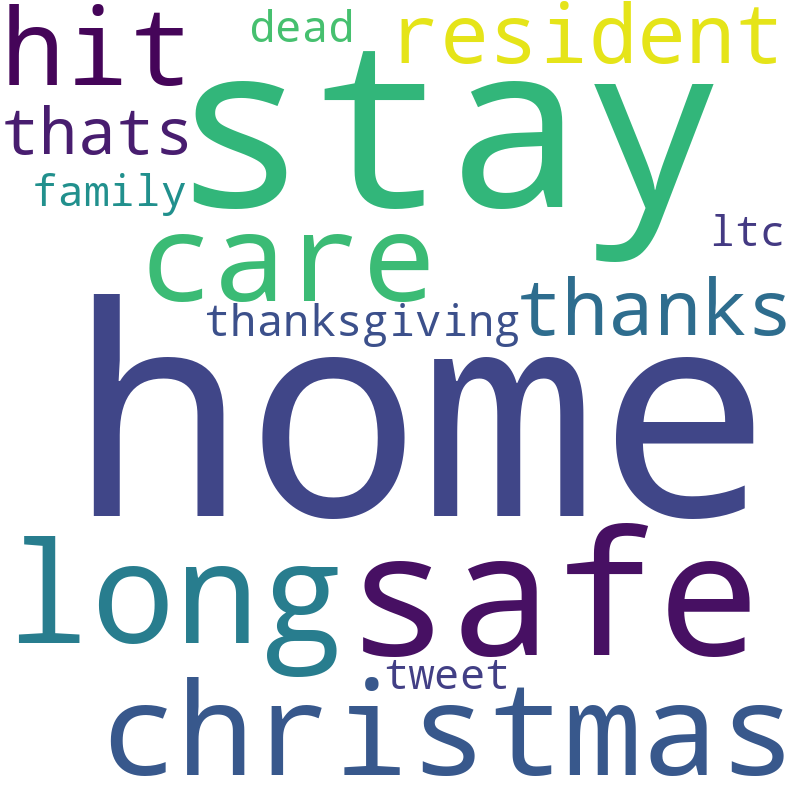 hit
dead
resident
stay
thats
family
ltc
care
thanksgiving
thanks
home
long
safe
tweet
christmas